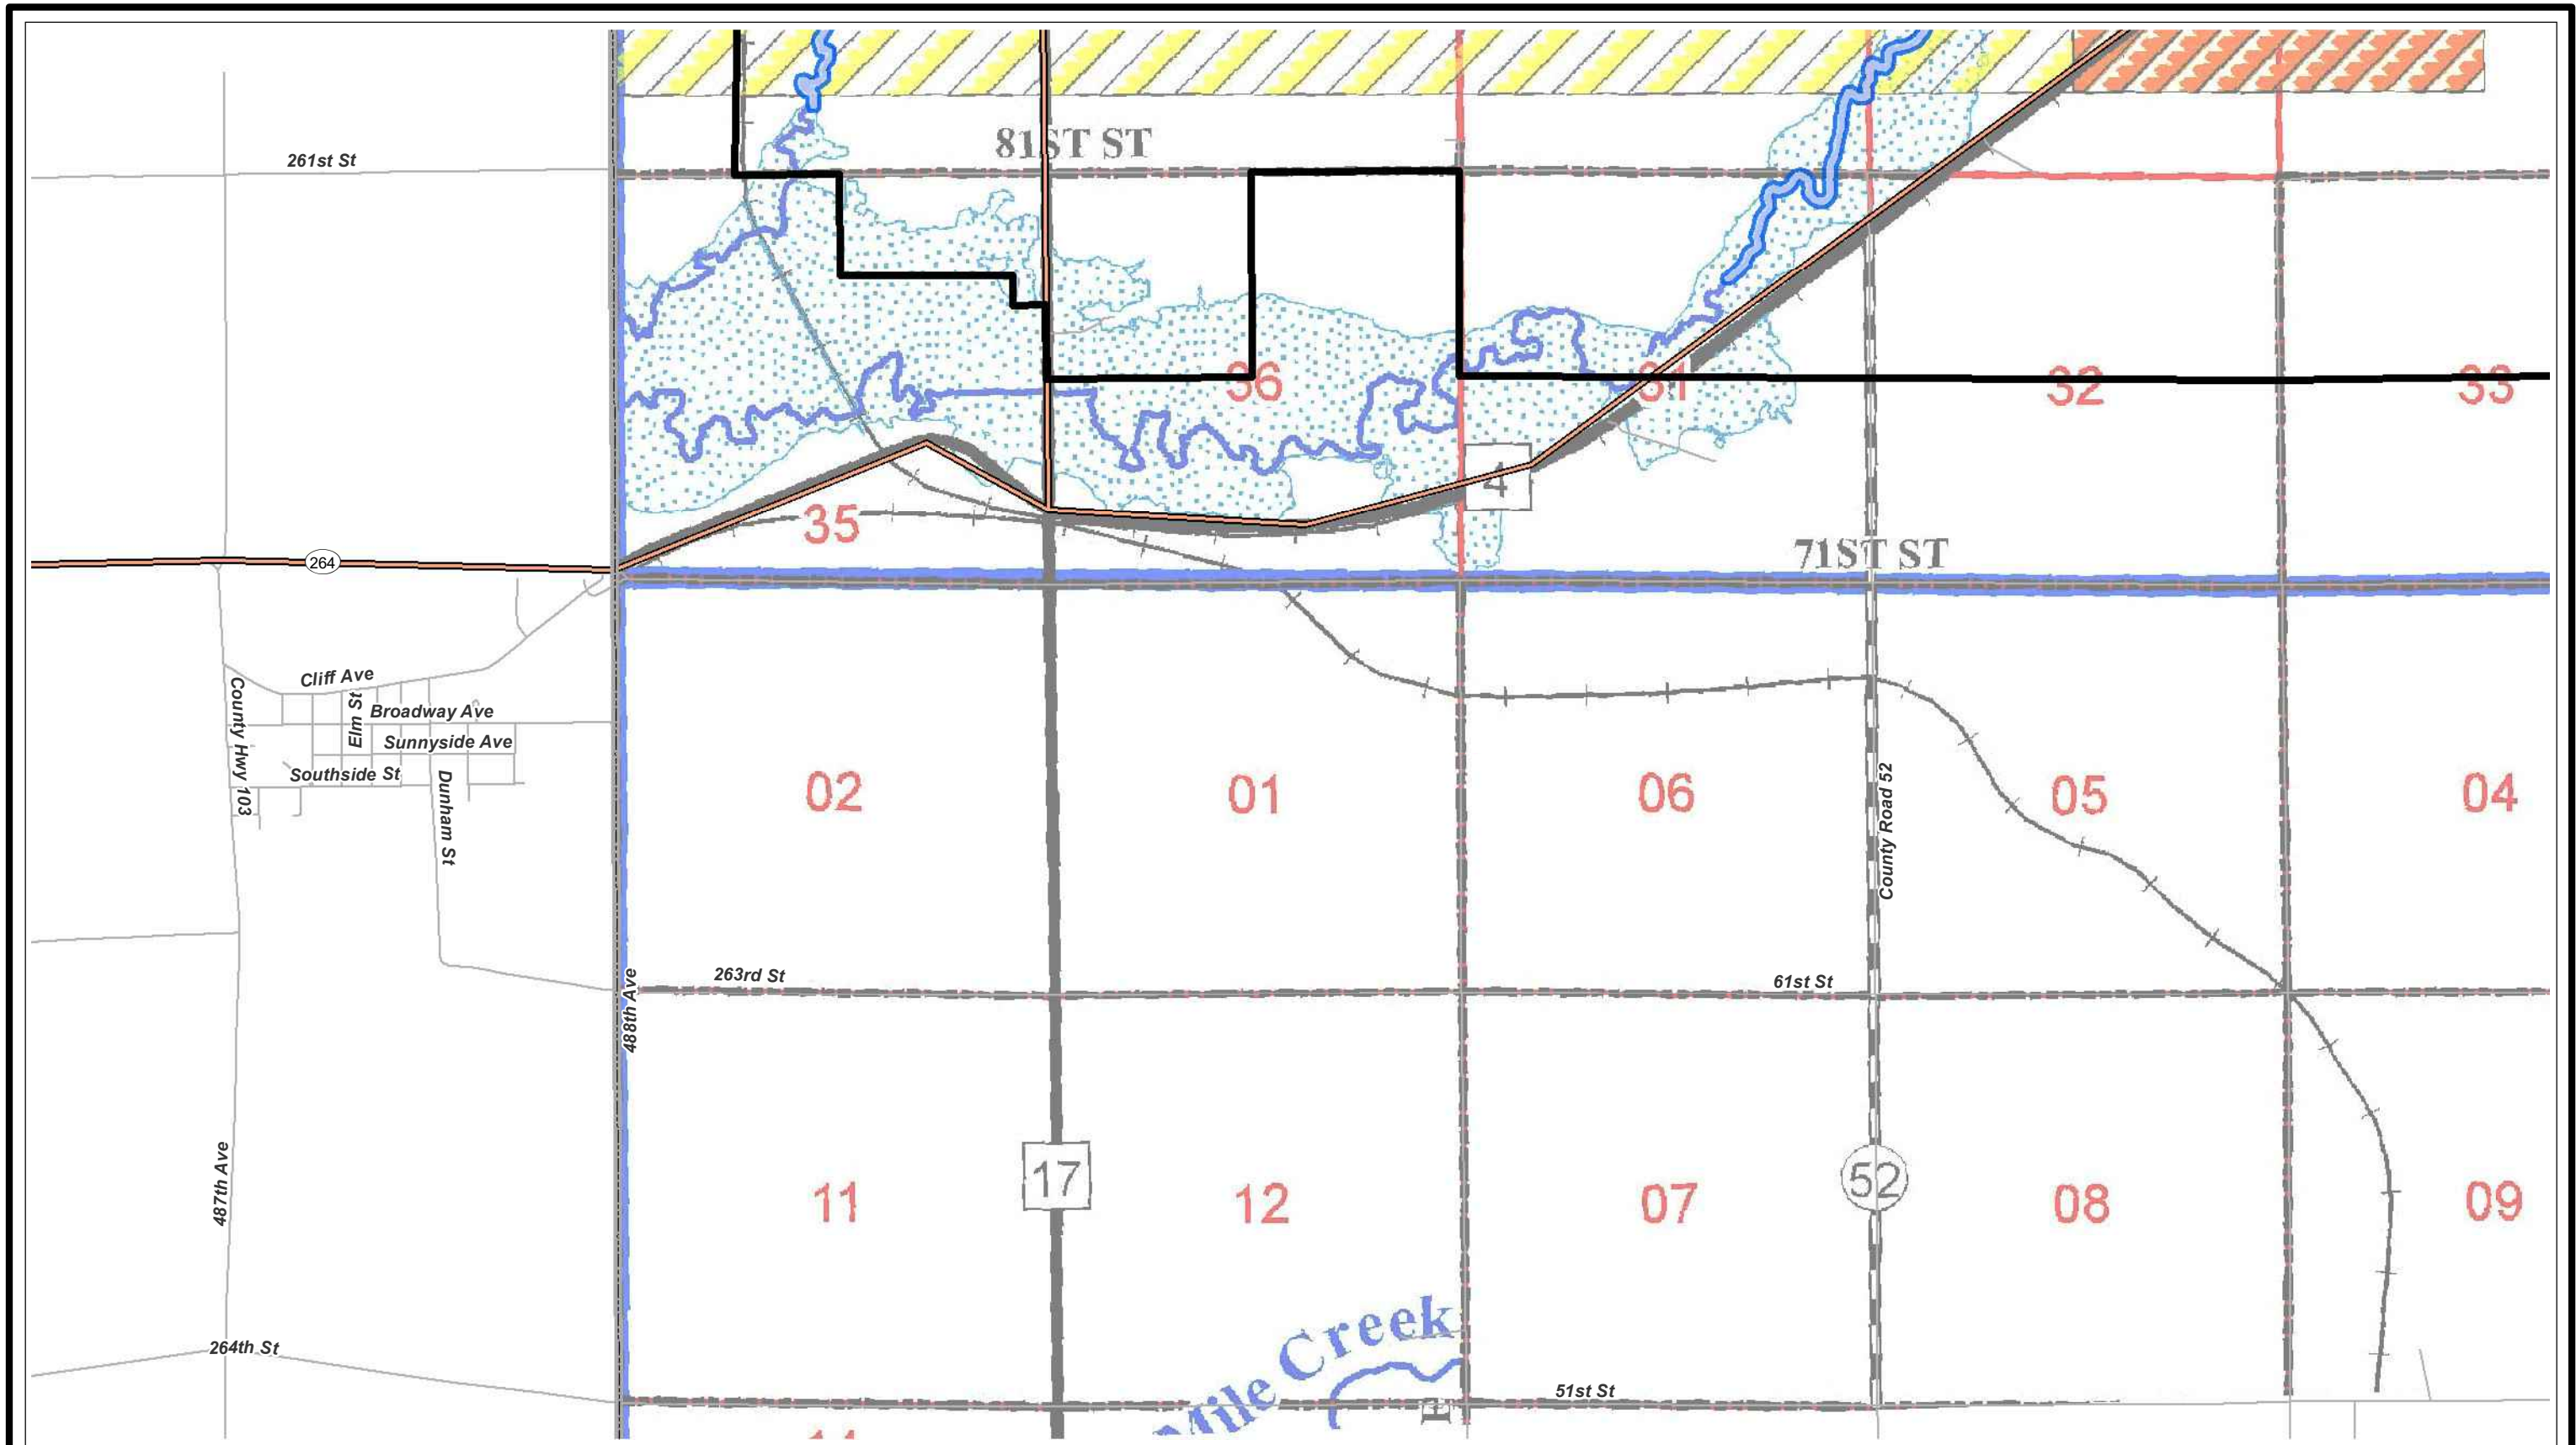 81ST ST
261st St
36
31
32
33
4
35
71ST ST
264
Cliff Ave
County Hwy 103
Elm St
Broadway Ave
Sunnyside Ave
Southside St
Dunham St
02
01
06
County Road 52
05
04
263rd St
61st St
488th Ave
487th Ave
11
17
12
07
52
08
09
264th St
Mile Creek
51st St